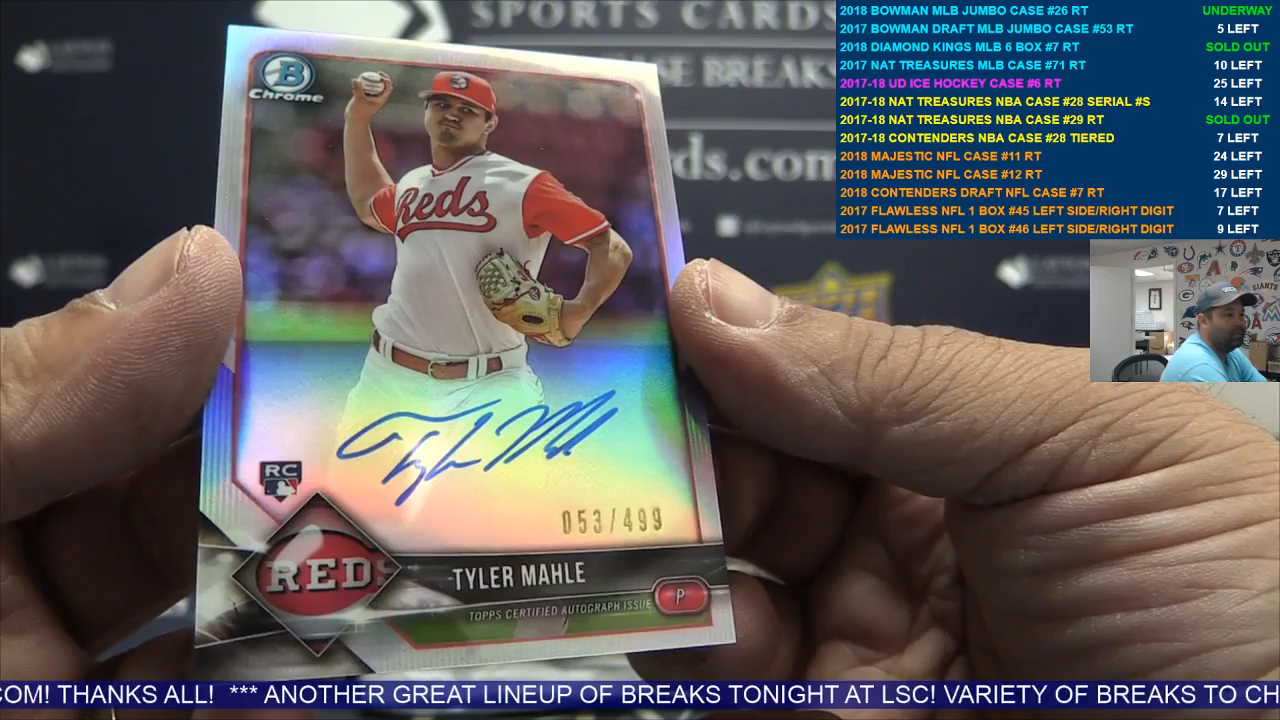 SPORTS CARDS
SE BREAKS
rds.com
2018 BOWMAN MLB JUMBO CASE #26 RT UNDERWAY
2017 BOWMAN DRAFT MLB JUMBO CASE #53 RT 5 LEFT
2018 DIAMOND KINGS MLB 6 BOX #7 RT SOLD OUT
2017 NAT TREASURES MLB CASE #71 RT 10 LEFT
2017-18 UD ICE HOCKEY CASE #6 RT 25 LEFT
2017-18 NAT TREASURES NBA CASE #28 SERIAL #S 14 LEFT
2017-18 NAT TREASURES NBA CASE #29 RT SOLD OUT
2017-18 CONTENDERS NBA CASE #28 TIERED 7 LEFT
2018 MAJESTIC NFL CASE #11 RT 24 LEFT
2018 MAJESTIC NFL CASE #12 RT 29 LEFT
2018 CONTENDERS DRAFT NFL CASE #7 RT 17 LEFT
2017 FLAWLESS NFL 1 BOX #45 LEFT SIDE/RIGHT DIGIT 7 LEFT
2017 FLAWLESS NFL 1 BOX #46 LEFT SIDE/RIGHT DIGIT 9 LEFT
B
Chrome
Reds
GIANTS
Tyler Mahle
RC
053/499
REDS
TYLER MAHLE
TOPPS CERTIFIED AUTOGRAPH ISSUE
P
COM! THANKS ALL! *** ANOTHER GREAT LINEUP OF BREAKS TONIGHT AT LSC! VARIETY OF BREAKS TO CH